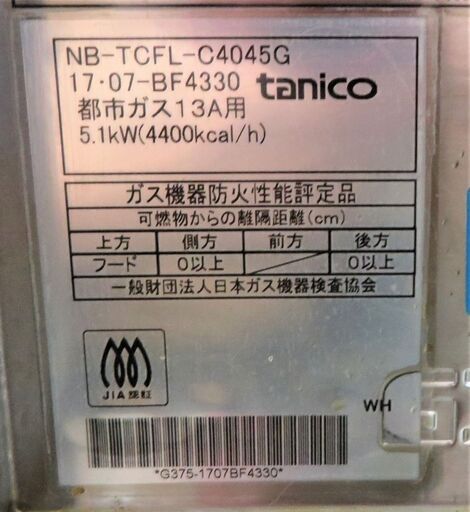 NB-TCFL-C4045G
17・07-BF4330 tanico
都市ガス13A用
5.1kW(4400kcal/h)
ガス機器防火性能評定品
可燃物からの離隔距離(cm)
上方 側方 前方 後方
フード 0以上 0以上
一般財団法人日本ガス機器検査協会
JIA認証
WH
*G375-1707BF4330*